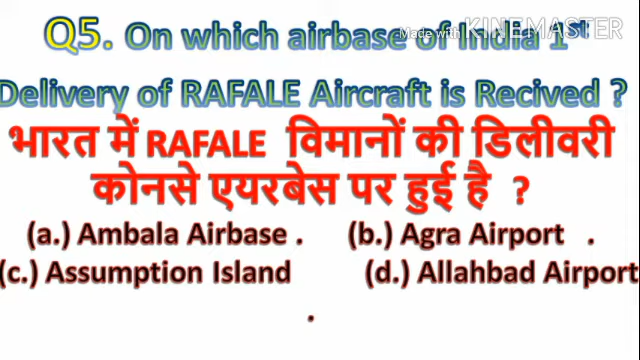 Made with KINEMASTER
Q5. On which airbase of India 1st
Delivery of RAFALE Aircraft is Recived ?
भारत में RAFALE विमानों की डिलीवरी
कोनसे एयरबेस पर हुई है ?
(a.) Ambala Airbase . (b.) Agra Airport .
(c.) Assumption Island (d.) Allahbad Airport
.